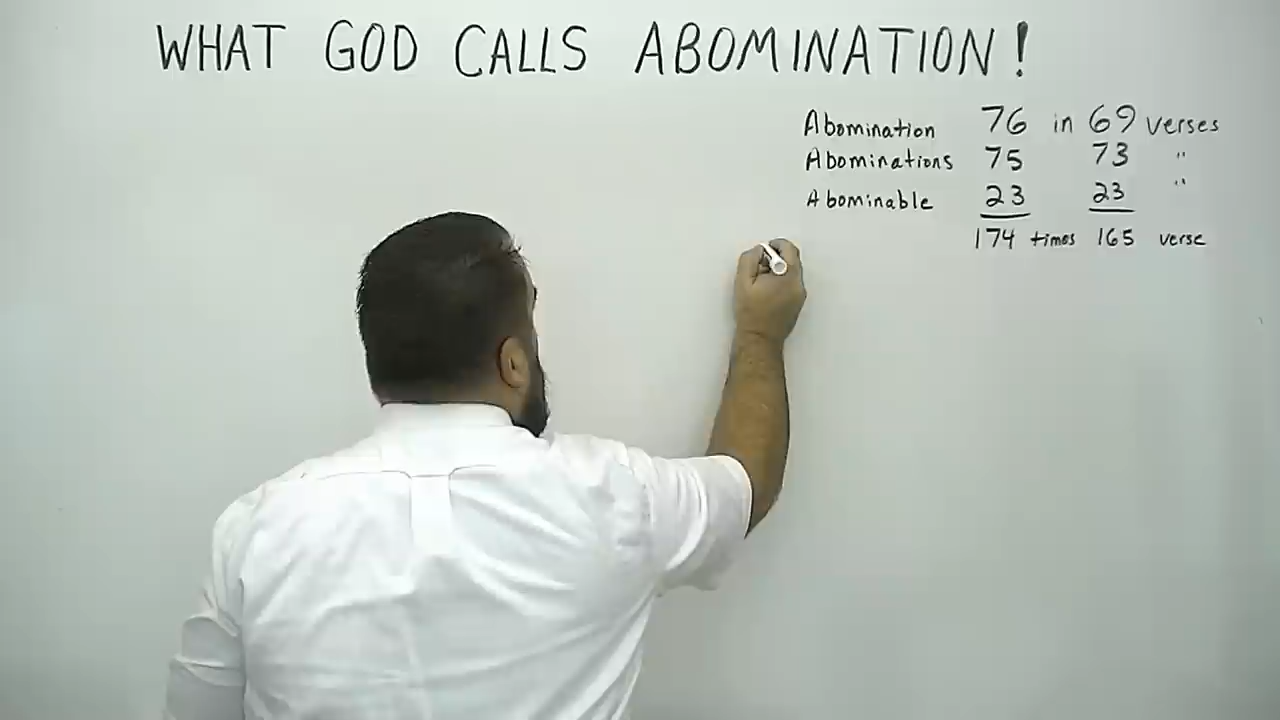 WHAT GOD CALLS ABOMINATION!
Abomination 76 in 69 verses
Abominations 75 73 "
Abominable 23 23 "
174 times 165 verse